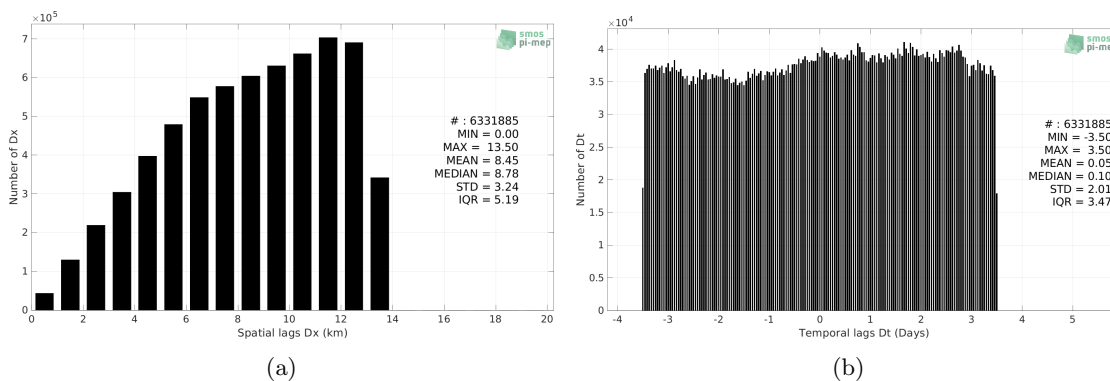 ×10⁵
7
6
5
4
3
2
1
0
Number of Dx
0 2 4 6 8 10 12 14 16 18 20
Spatial lags Dx (km)
smos
pi-mep
# : 6331885
MIN = 0.00
MAX = 13.50
MEAN = 8.45
MEDIAN = 8.78
STD = 3.24
IQR = 5.19
(a)
×10⁴
4
3.5
3
2.5
2
1.5
1
0.5
0
Number of Dt
-4 -3 -2 -1 0 1 2 3 4 5
Temporal lags Dt (Days)
smos
pi-mep
# : 6331885
MIN = -3.50
MAX = 3.50
MEAN = 0.05
MEDIAN = 0.10
STD = 2.01
IQR = 3.47
(b)